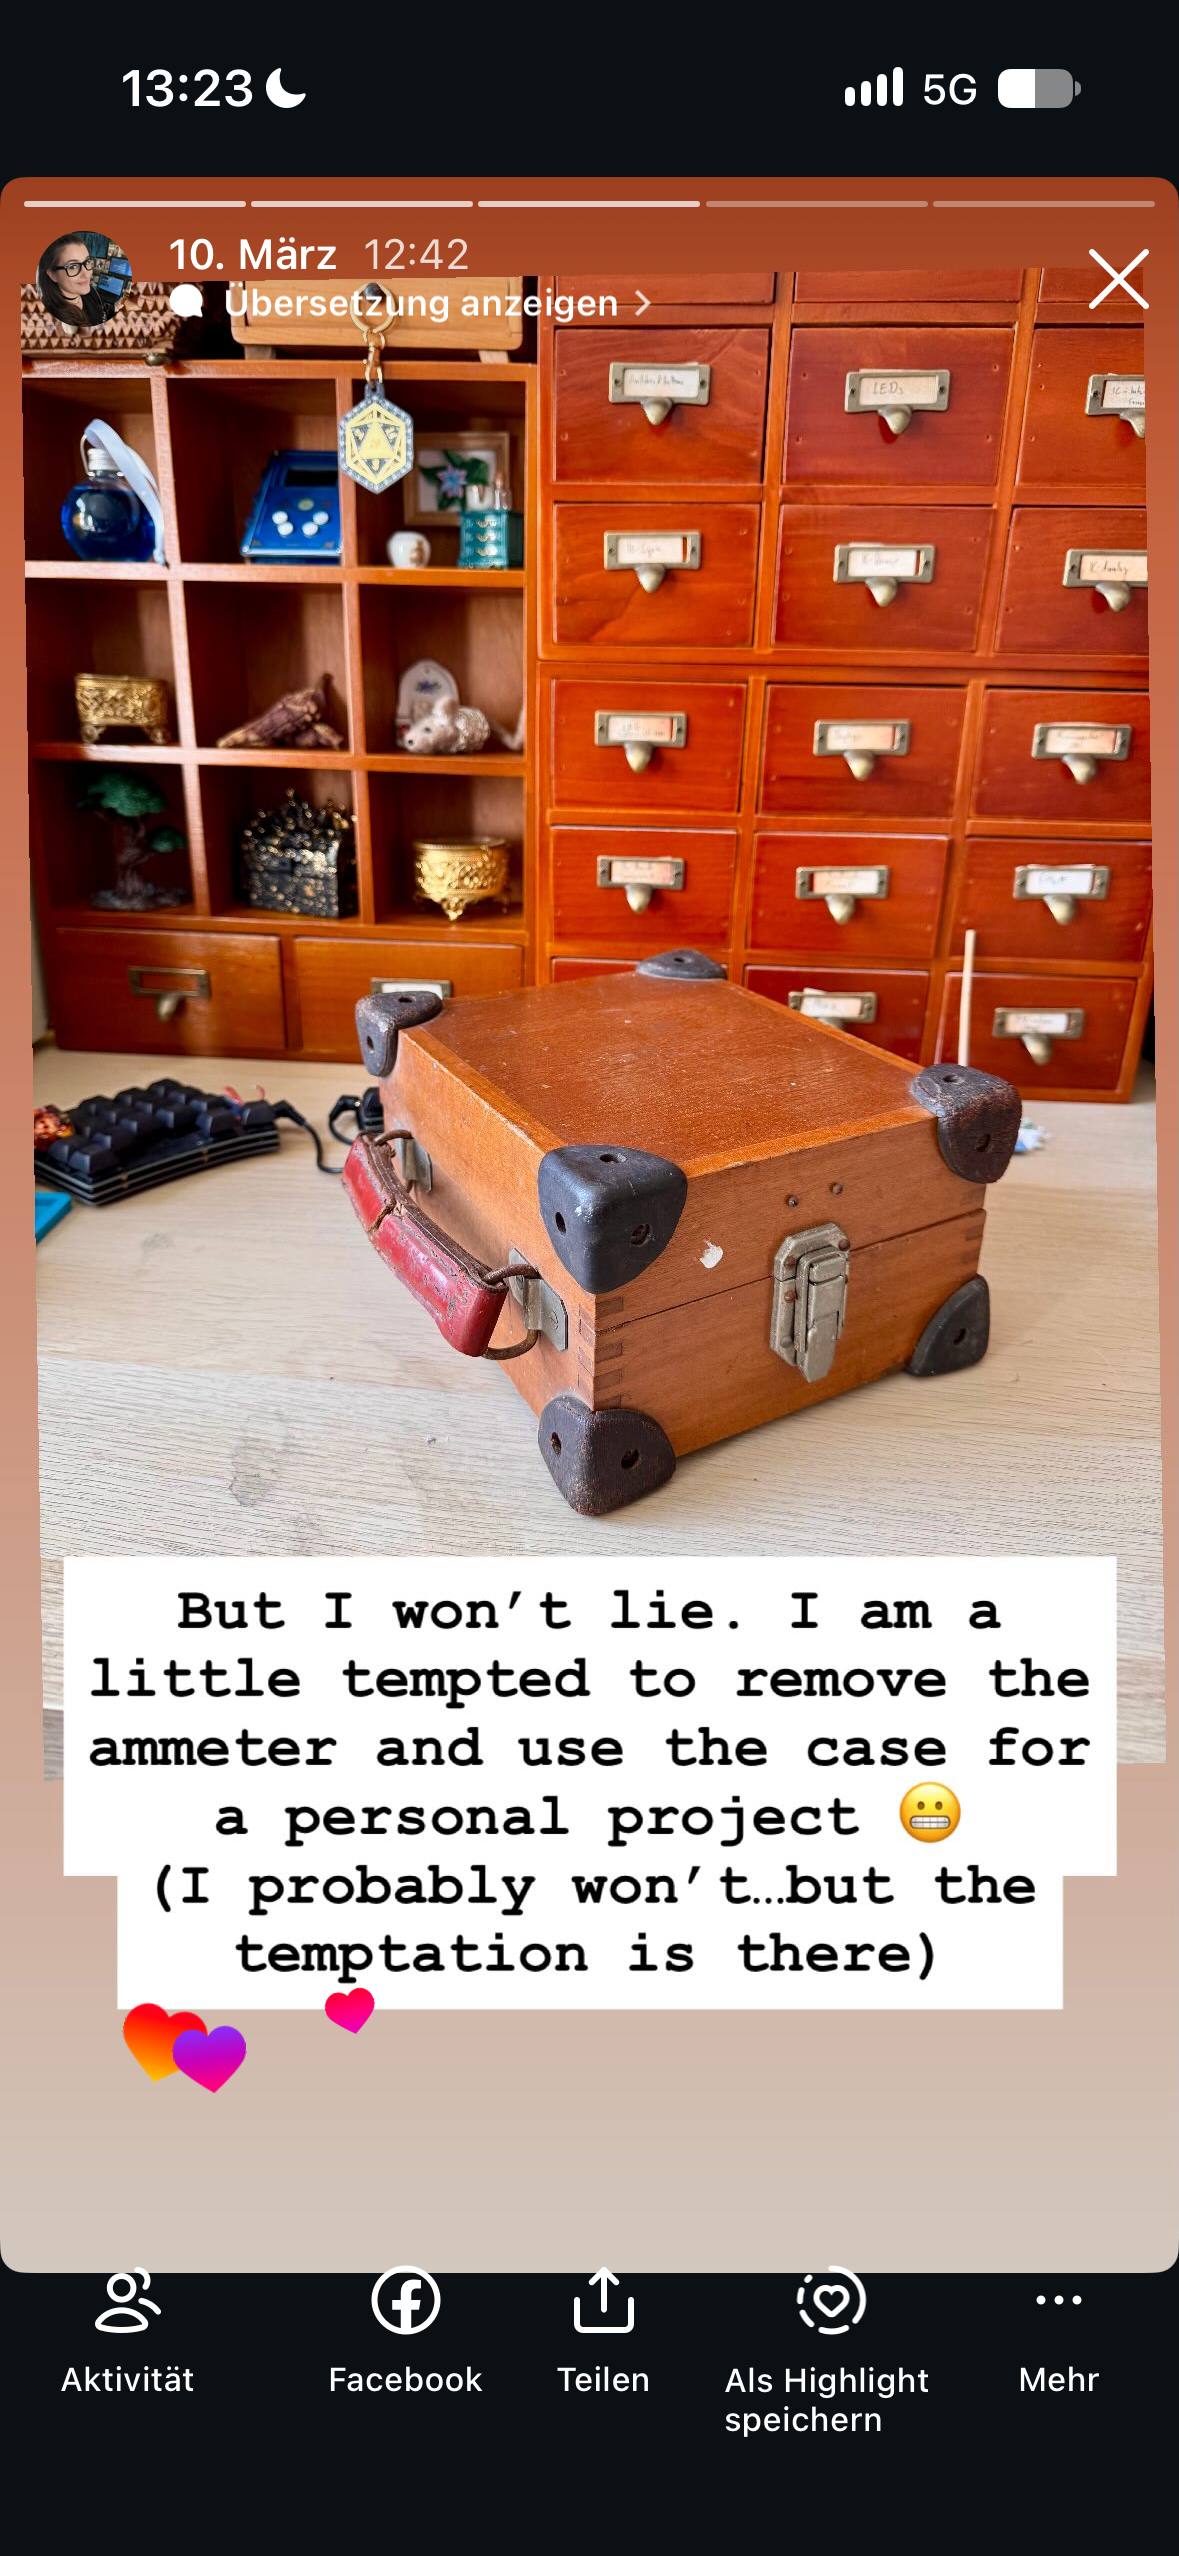 13:23
5G
10. März 12:42
Übersetzung anzeigen
LEDs
But I won’t lie. I am a
little tempted to remove the
ammeter and use the case for
a personal project 😬
(I probably won’t…but the
temptation is there)
Aktivität
Facebook
Teilen
Als Highlight
speichern
Mehr